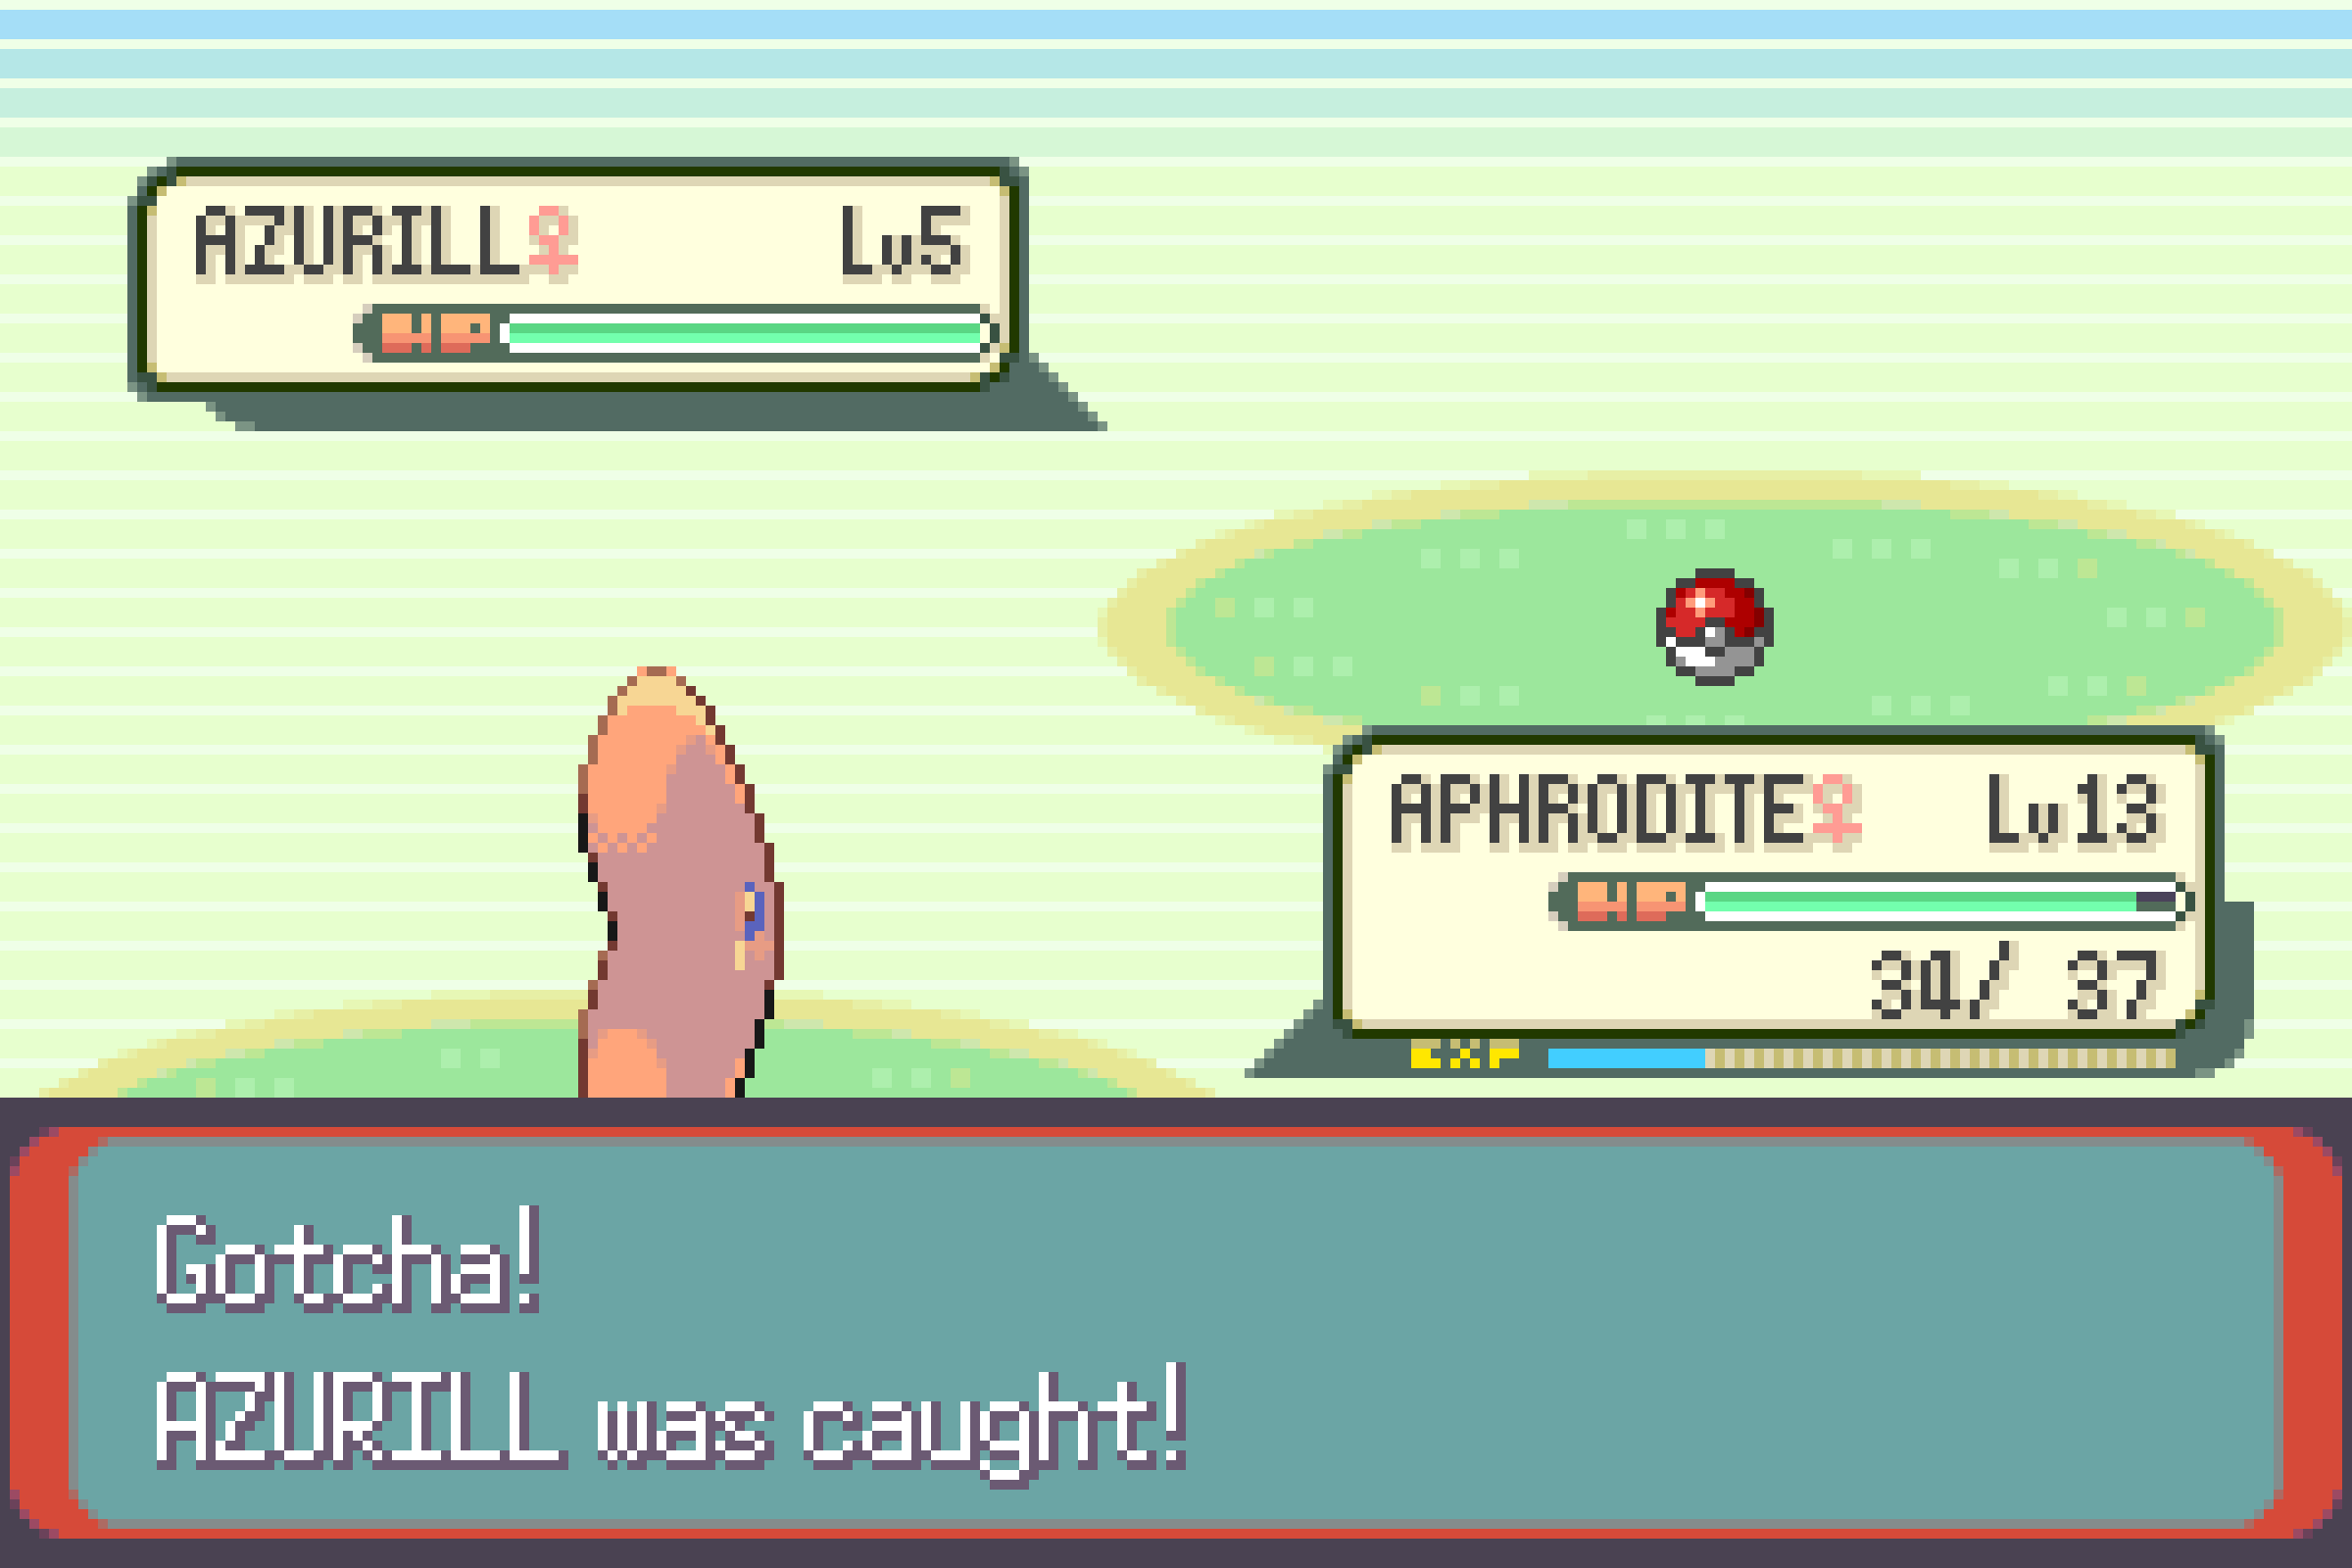 AZURILL♀ Lv5
HP
APHRODITE♀ Lv13
HP
34/ 37
EXP
Gotcha!
AZURILL was caught!